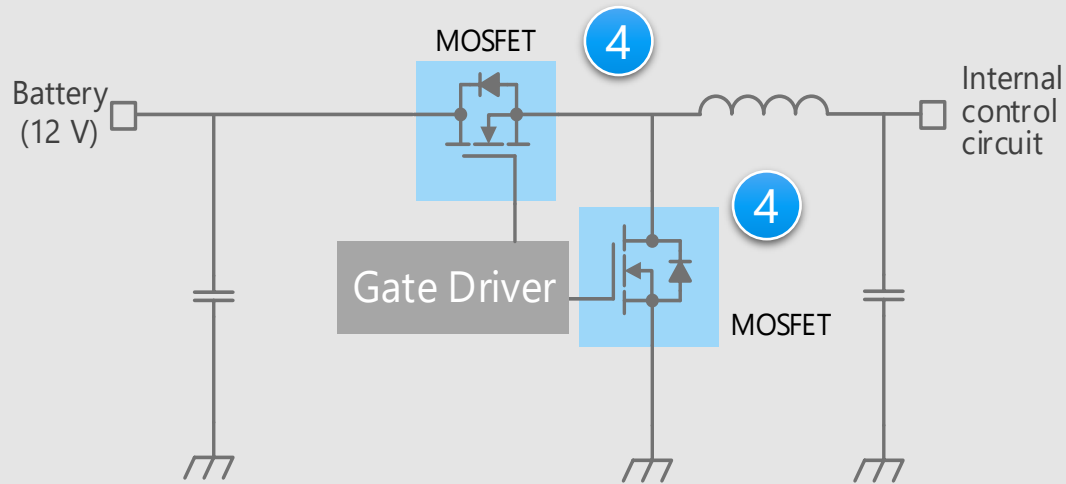 MOSFET
4
Battery
(12 V)
Internal
control
circuit
4
Gate Driver
MOSFET